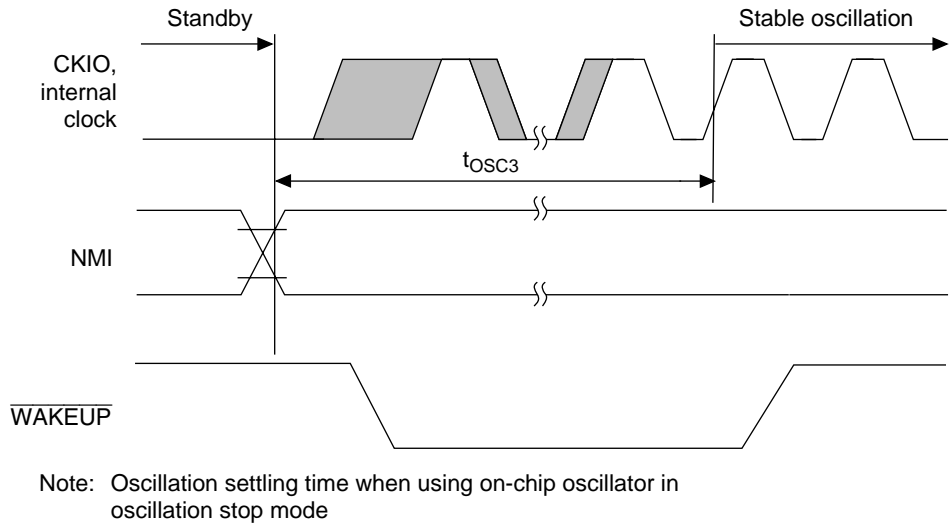 Standby
Stable oscillation
CKIO,
internal
clock
tOSC3
NMI
WAKEUP
Note: Oscillation settling time when using on-chip oscillator in
oscillation stop mode